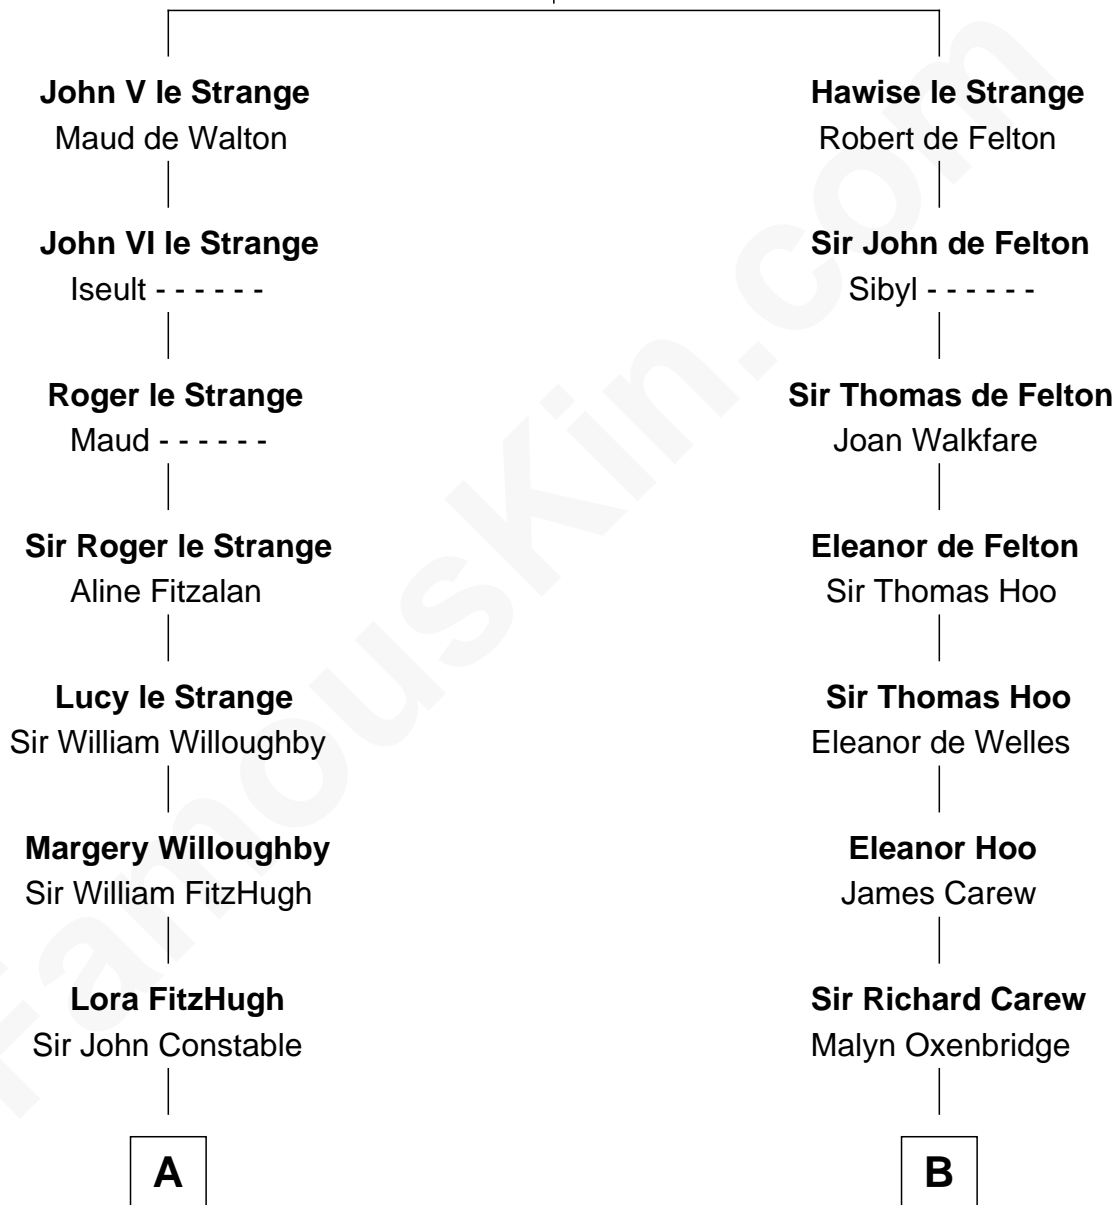 John V le Strange
Maud de Walton
John VI le Strange
Iseult - - - - - -
Roger le Strange
Maud - - - - - -
Sir Roger le Strange
Aline Fitzalan
Lucy le Strange
Sir William Willoughby
Margery Willoughby
Sir William FitzHugh
Lora FitzHugh
Sir John Constable
A
Hawise le Strange
Robert de Felton
Sir John de Felton
Sibyl - - - - - -
Sir Thomas de Felton
Joan Walkfare
Eleanor de Felton
Sir Thomas Hoo
Sir Thomas Hoo
Eleanor de Welles
Eleanor Hoo
James Carew
Sir Richard Carew
Malyn Oxenbridge
B
FamousKin.com